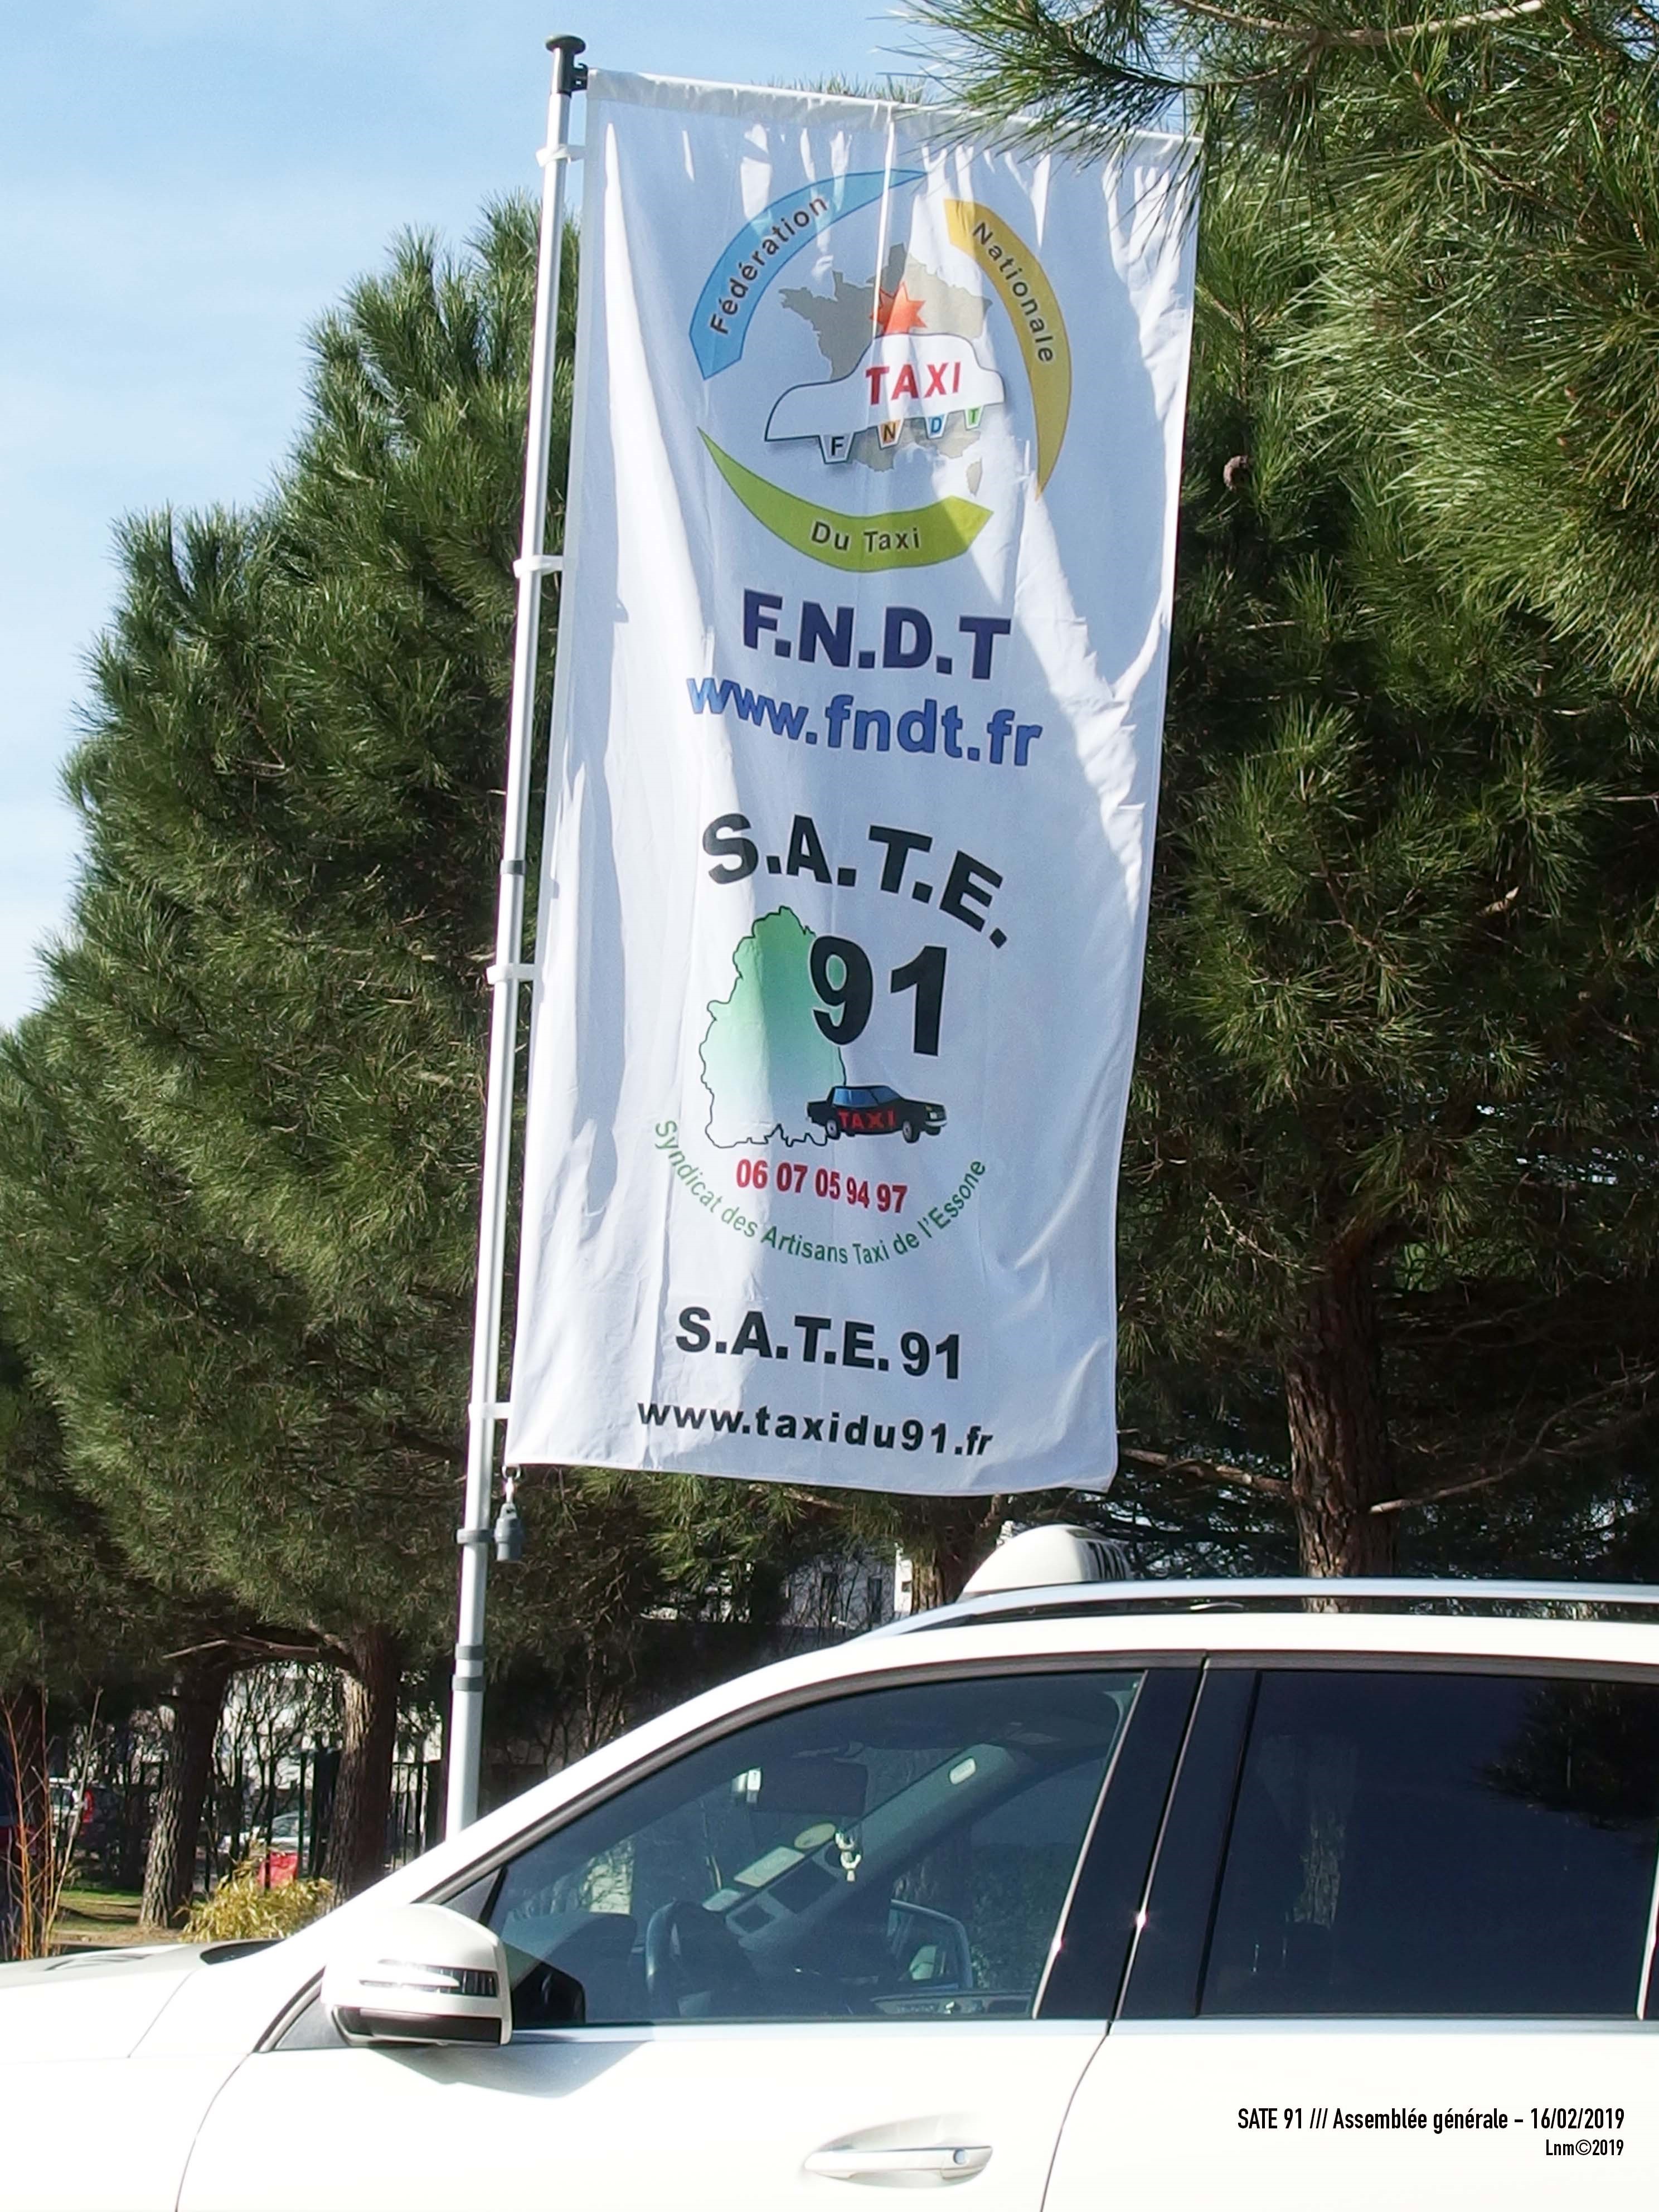 Fédération
Nationale
TAXI
F N D T
Du Taxi
F.N.D.T
www.fndt.fr
S.A.T.E.
91
TAXI
06 07 05 94 97
Syndicat des Artisans Taxi de l'Essone
S.A.T.E. 91
www.taxidu91.fr
SATE 91 /// Assemblée générale - 16/02/2019
Lnm©2019